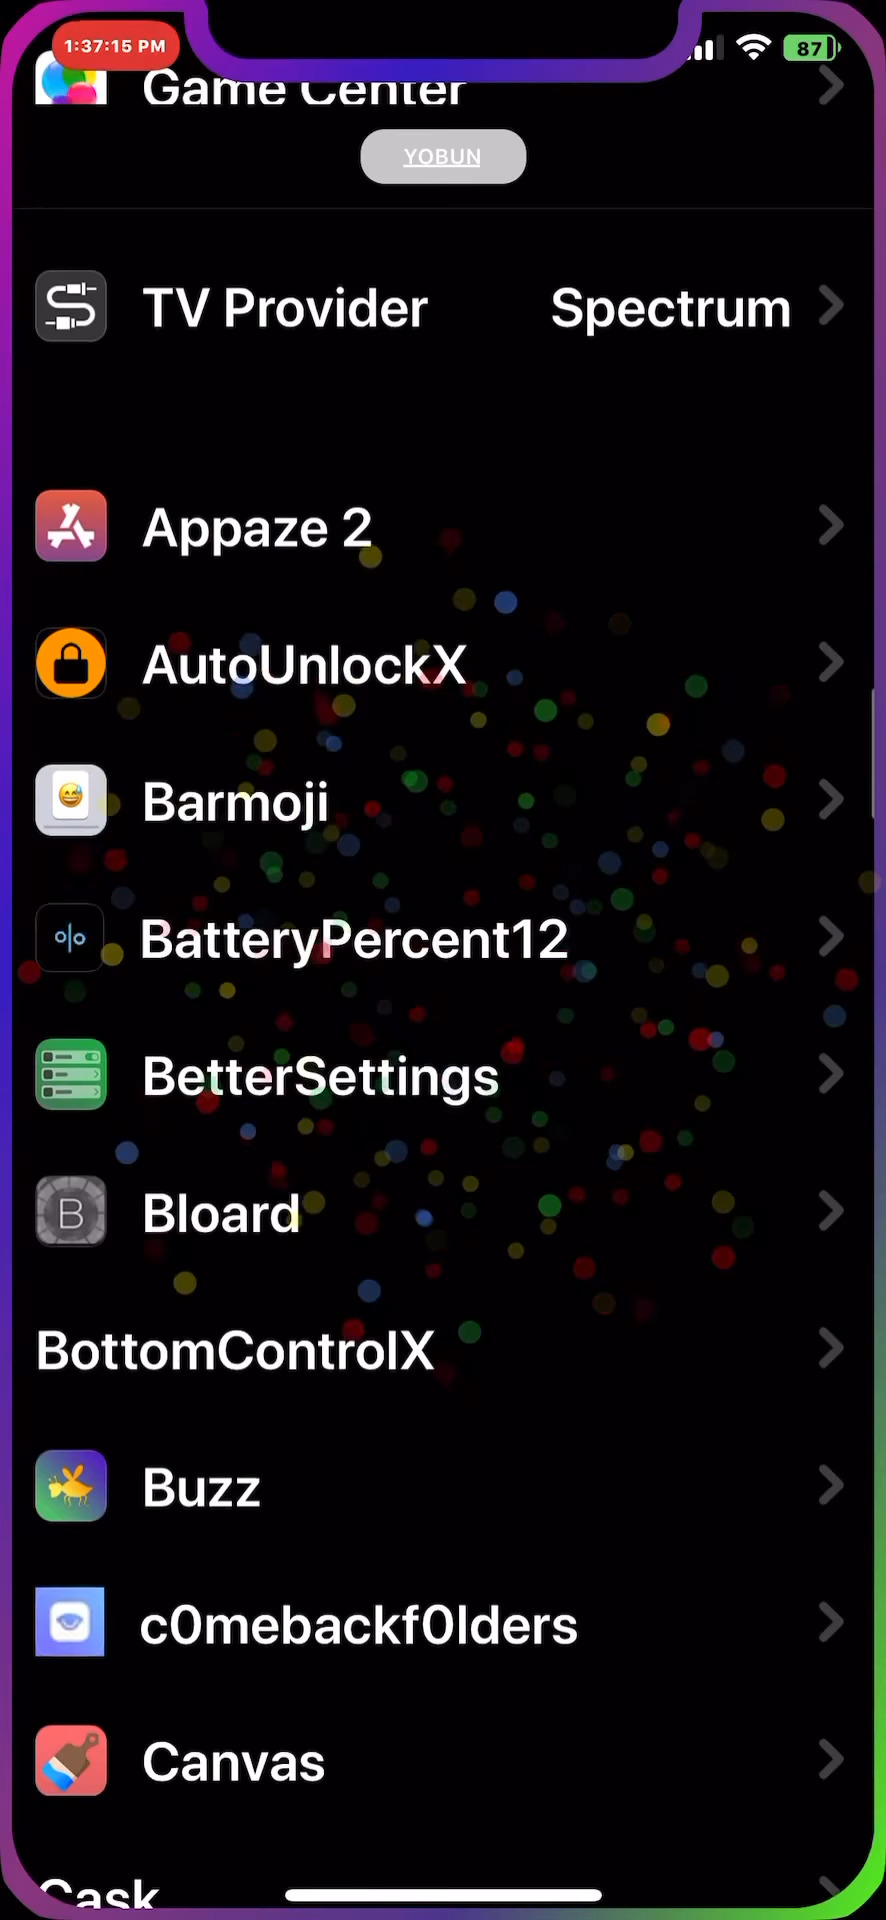 1:37:15 PM
87
Game Center
YOBUN
TV Provider Spectrum
Appaze 2
AutoUnlockX
Barmoji
BatteryPercent12
BetterSettings
B
Bloard
BottomControlX
Buzz
c0mebackf0lders
Canvas
Cask